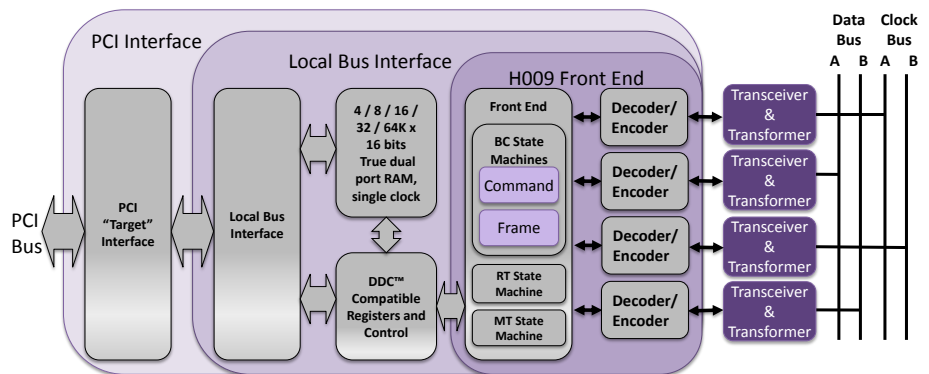 PCI Interface
Local Bus Interface
H009 Front End
Data
Bus
Clock
Bus
A B A B
PCI
Bus
PCI
“Target”
Interface
Local Bus
Interface
4 / 8 / 16 /
32 / 64K x
16 bits
True dual
port RAM,
single clock
DDC™
Compatible
Registers and
Control
Front End
BC State
Machines
Command
Frame
RT State
Machine
MT State
Machine
Decoder/
Encoder
Decoder/
Encoder
Decoder/
Encoder
Decoder/
Encoder
Transceiver
&
Transformer
Transceiver
&
Transformer
Transceiver
&
Transformer
Transceiver
&
Transformer